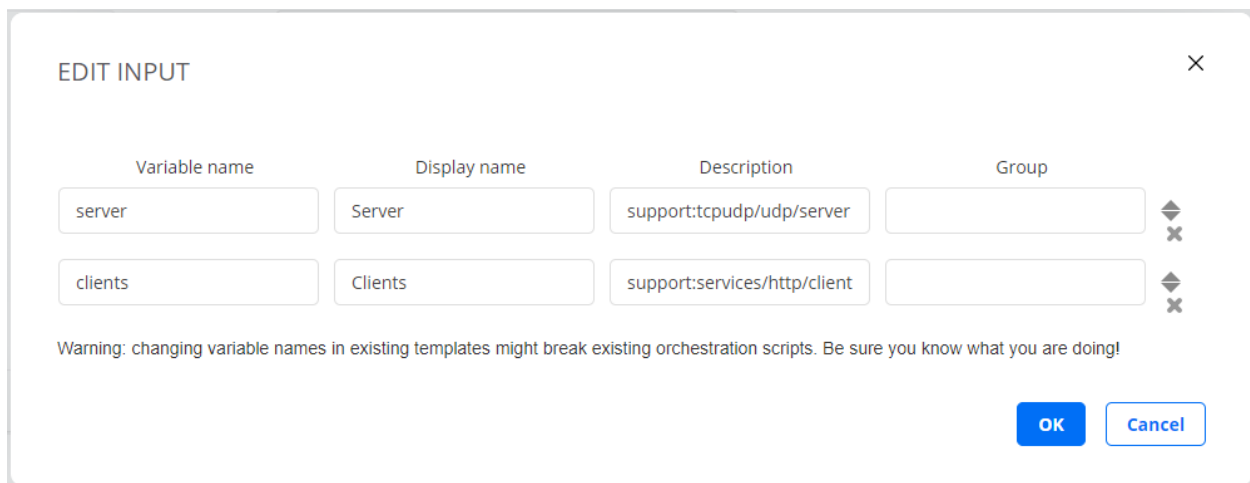 EDIT INPUT
Variable name Display name Description Group
server Server support:tcpudp/udp/server
clients Clients support:services/http/client
Warning: changing variable names in existing templates might break existing orchestration scripts. Be sure you know what you are doing!
OK Cancel